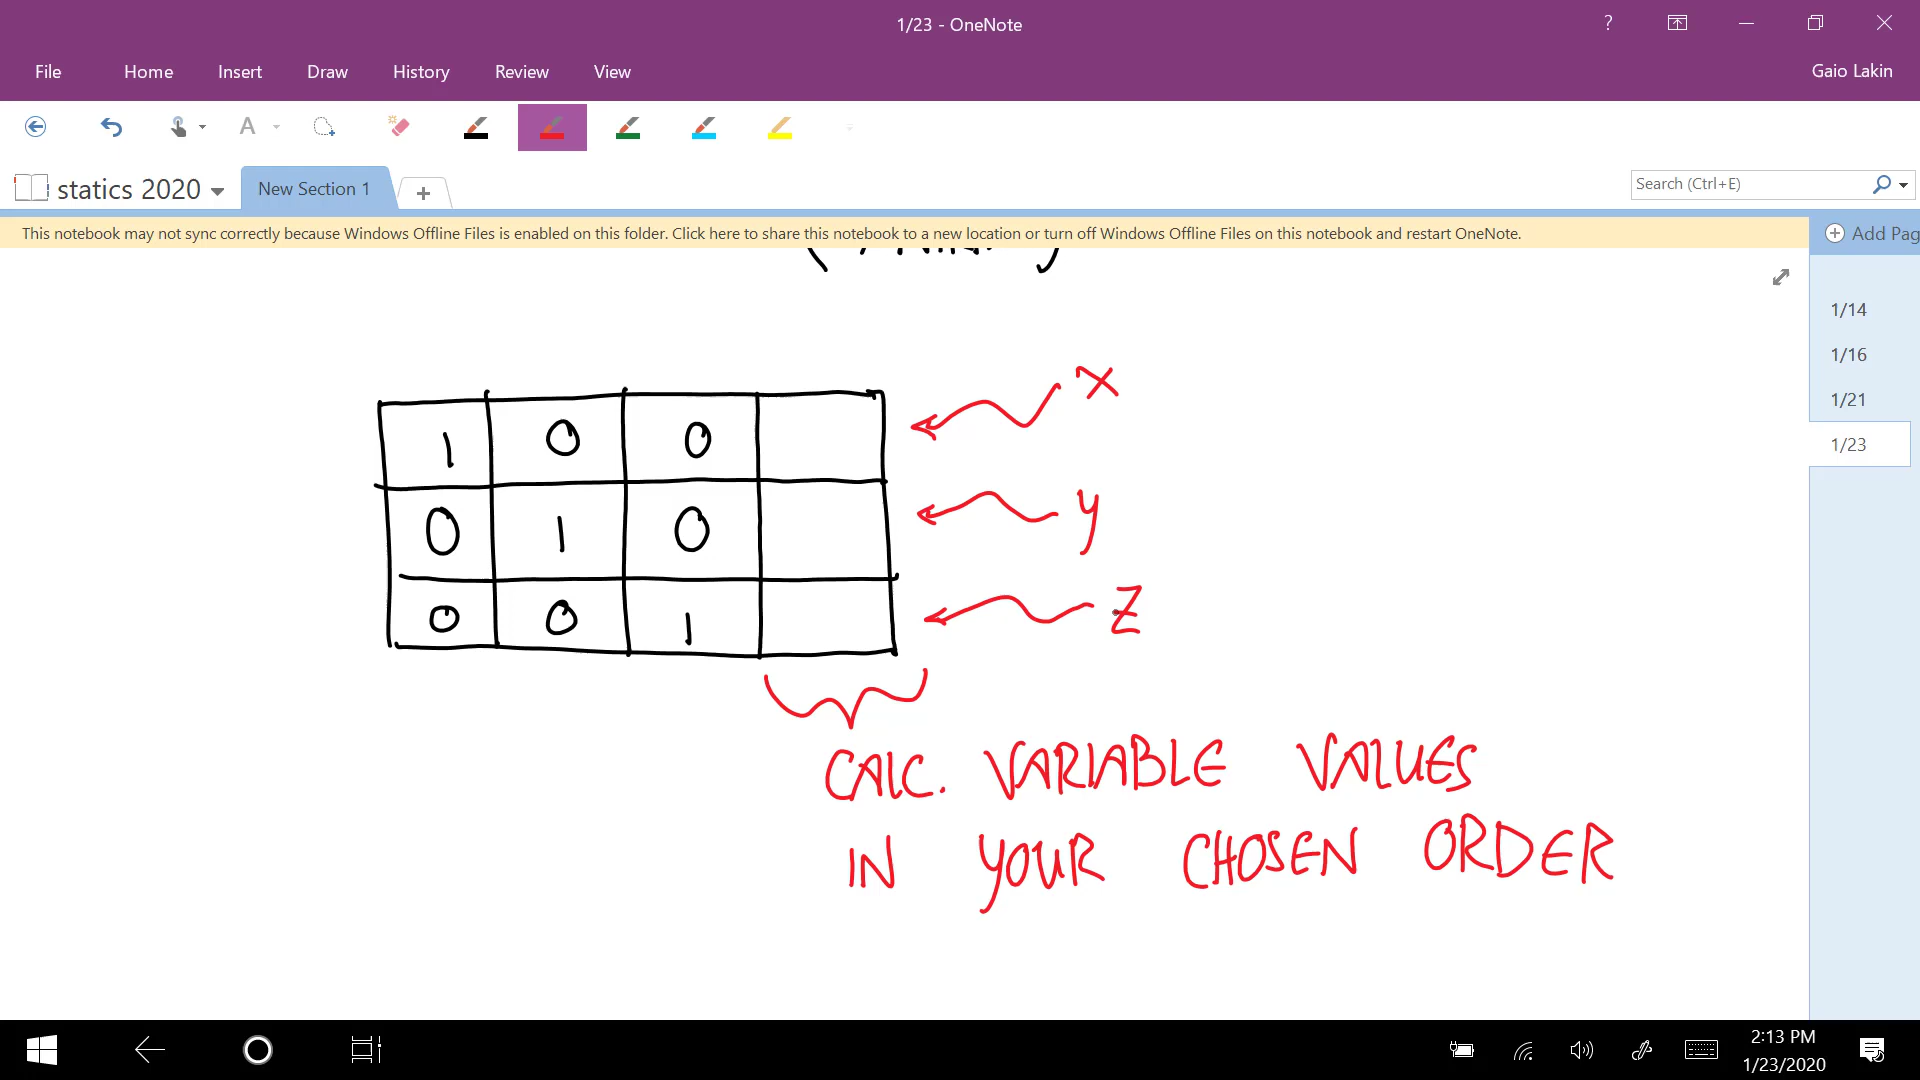 1/23 - OneNote
?
File Home Insert Draw History Review View
Gaio Lakin
A
statics 2020
New Section 1
+
Search (Ctrl+E)
This notebook may not sync correctly because Windows Offline Files is enabled on this folder. Click here to share this notebook to a new location or turn off Windows Offline Files on this notebook and restart OneNote.
Add Pag
1/14
1/16
1/21
1/23
1 0 0 x
0 1 0 y
0 0 1 Z
CALC. VARIABLE VALUES
IN YOUR CHOSEN ORDER
2:13 PM
1/23/2020